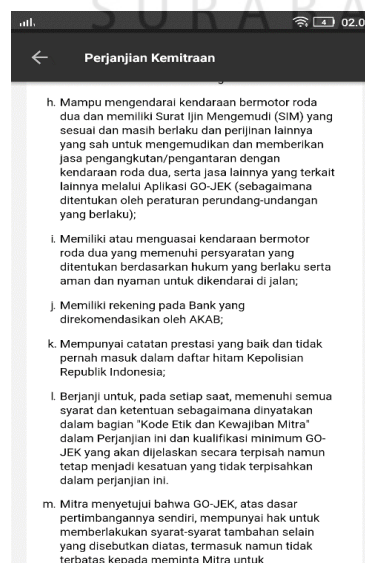 SURABA
02.0
Perjanjian Kemitraan
h. Mampu mengendarai kendaraan bermotor roda
dua dan memiliki Surat Ijin Mengemudi (SIM) yang
sesuai dan masih berlaku dan perijinan lainnya
yang sah untuk mengemudikan dan memberikan
jasa pengangkutan/pengantaran dengan
kendaraan roda dua, serta jasa lainnya yang terkait
lainnya melalui Aplikasi GO-JEK (sebagaimana
ditentukan oleh peraturan perundang-undangan
yang berlaku);
i. Memiliki atau menguasai kendaraan bermotor
roda dua yang memenuhi persyaratan yang
ditentukan berdasarkan hukum yang berlaku serta
aman dan nyaman untuk dikendarai di jalan;
j. Memiliki rekening pada Bank yang
direkomendasikan oleh AKAB;
k. Mempunyai catatan prestasi yang baik dan tidak
pernah masuk dalam daftar hitam Kepolisian
Republik Indonesia;
l. Berjanji untuk, pada setiap saat, memenuhi semua
syarat dan ketentuan sebagaimana dinyatakan
dalam bagian "Kode Etik dan Kewajiban Mitra"
dalam Perjanjian ini dan kualifikasi minimum GO-
JEK yang akan dijelaskan secara terpisah namun
tetap menjadi kesatuan yang tidak terpisahkan
dalam perjanjian ini.
m. Mitra menyetujui bahwa GO-JEK, atas dasar
pertimbangannya sendiri, mempunyai hak untuk
memberlakukan syarat-syarat tambahan selain
yang disebutkan diatas, termasuk namun tidak
terbatas kepada meminta Mitra untuk